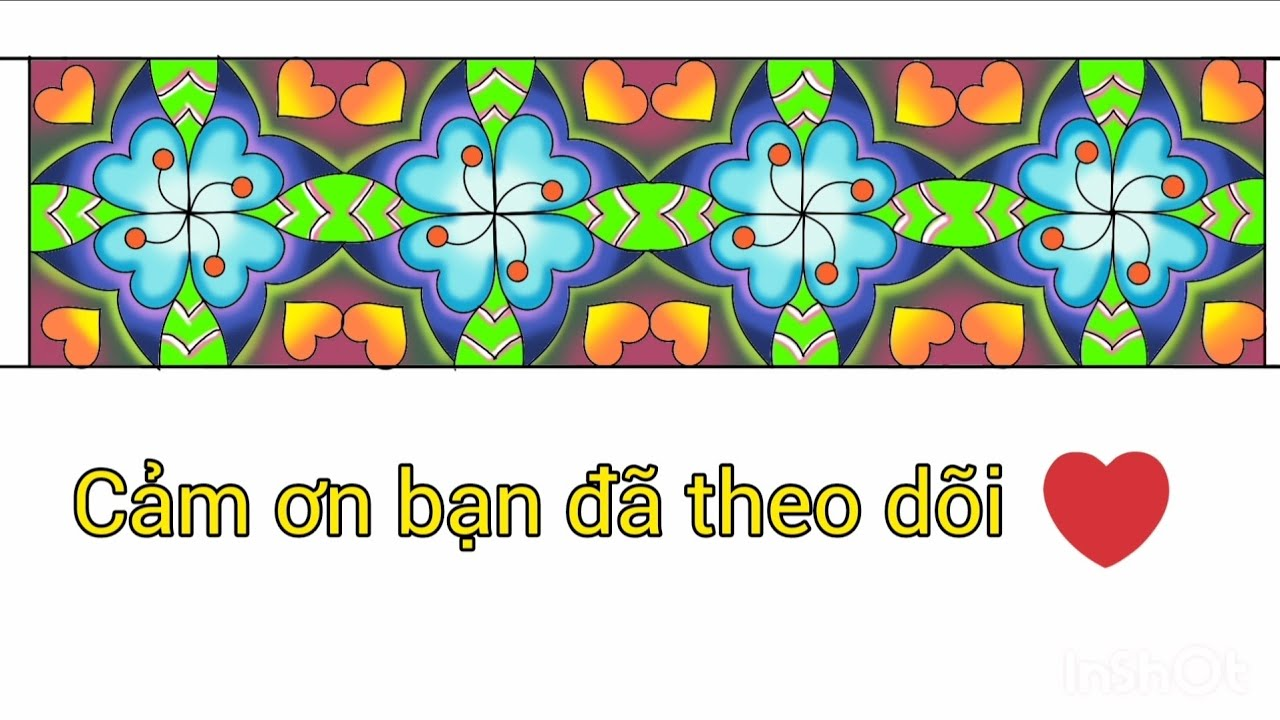 Cảm ơn bạn đã theo dõi
InShOt